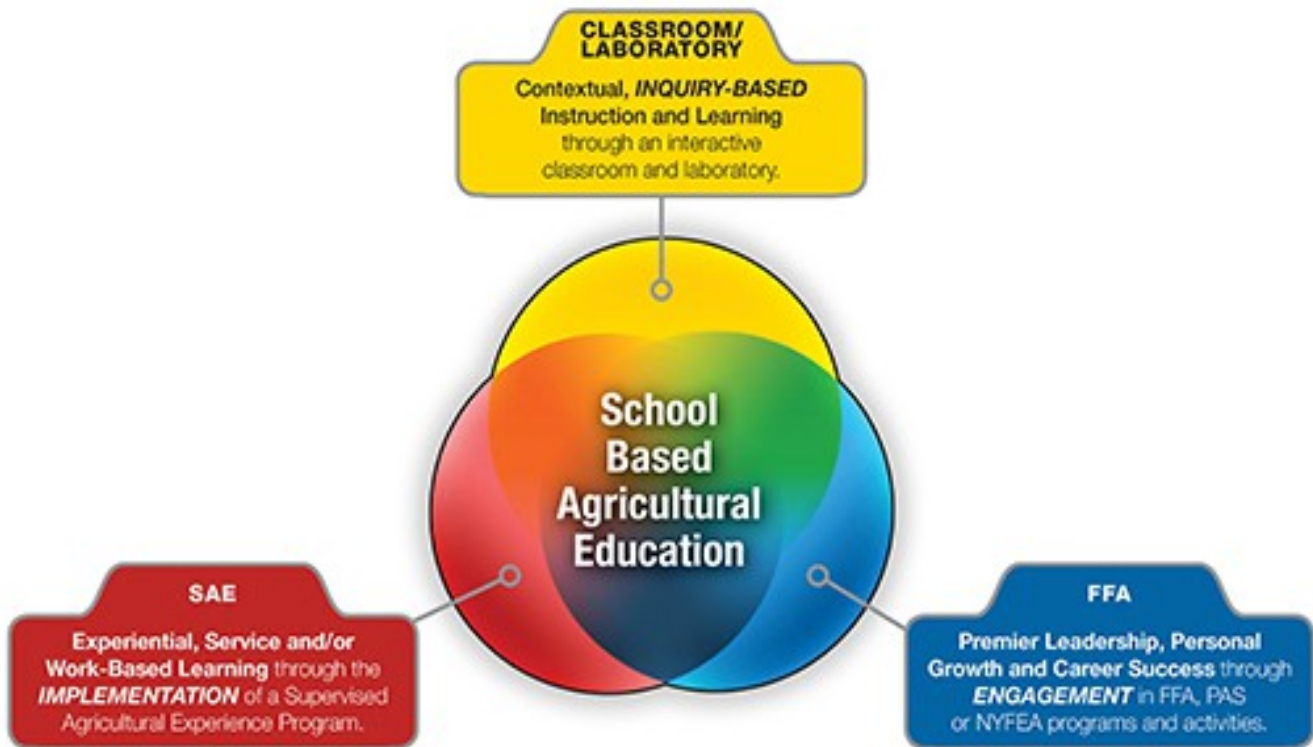 CLASSROOM/
LABORATORY
Contextual, INQUIRY-BASED
Instruction and Learning
through an interactive
classroom and laboratory.
School
Based
Agricultural
Education
SAE
Experiential, Service and/or
Work-Based Learning through the
IMPLEMENTATION of a Supervised
Agricultural Experience Program.
FFA
Premier Leadership, Personal
Growth and Career Success through
ENGAGEMENT in FFA, PAS
or NYFEA programs and activities.